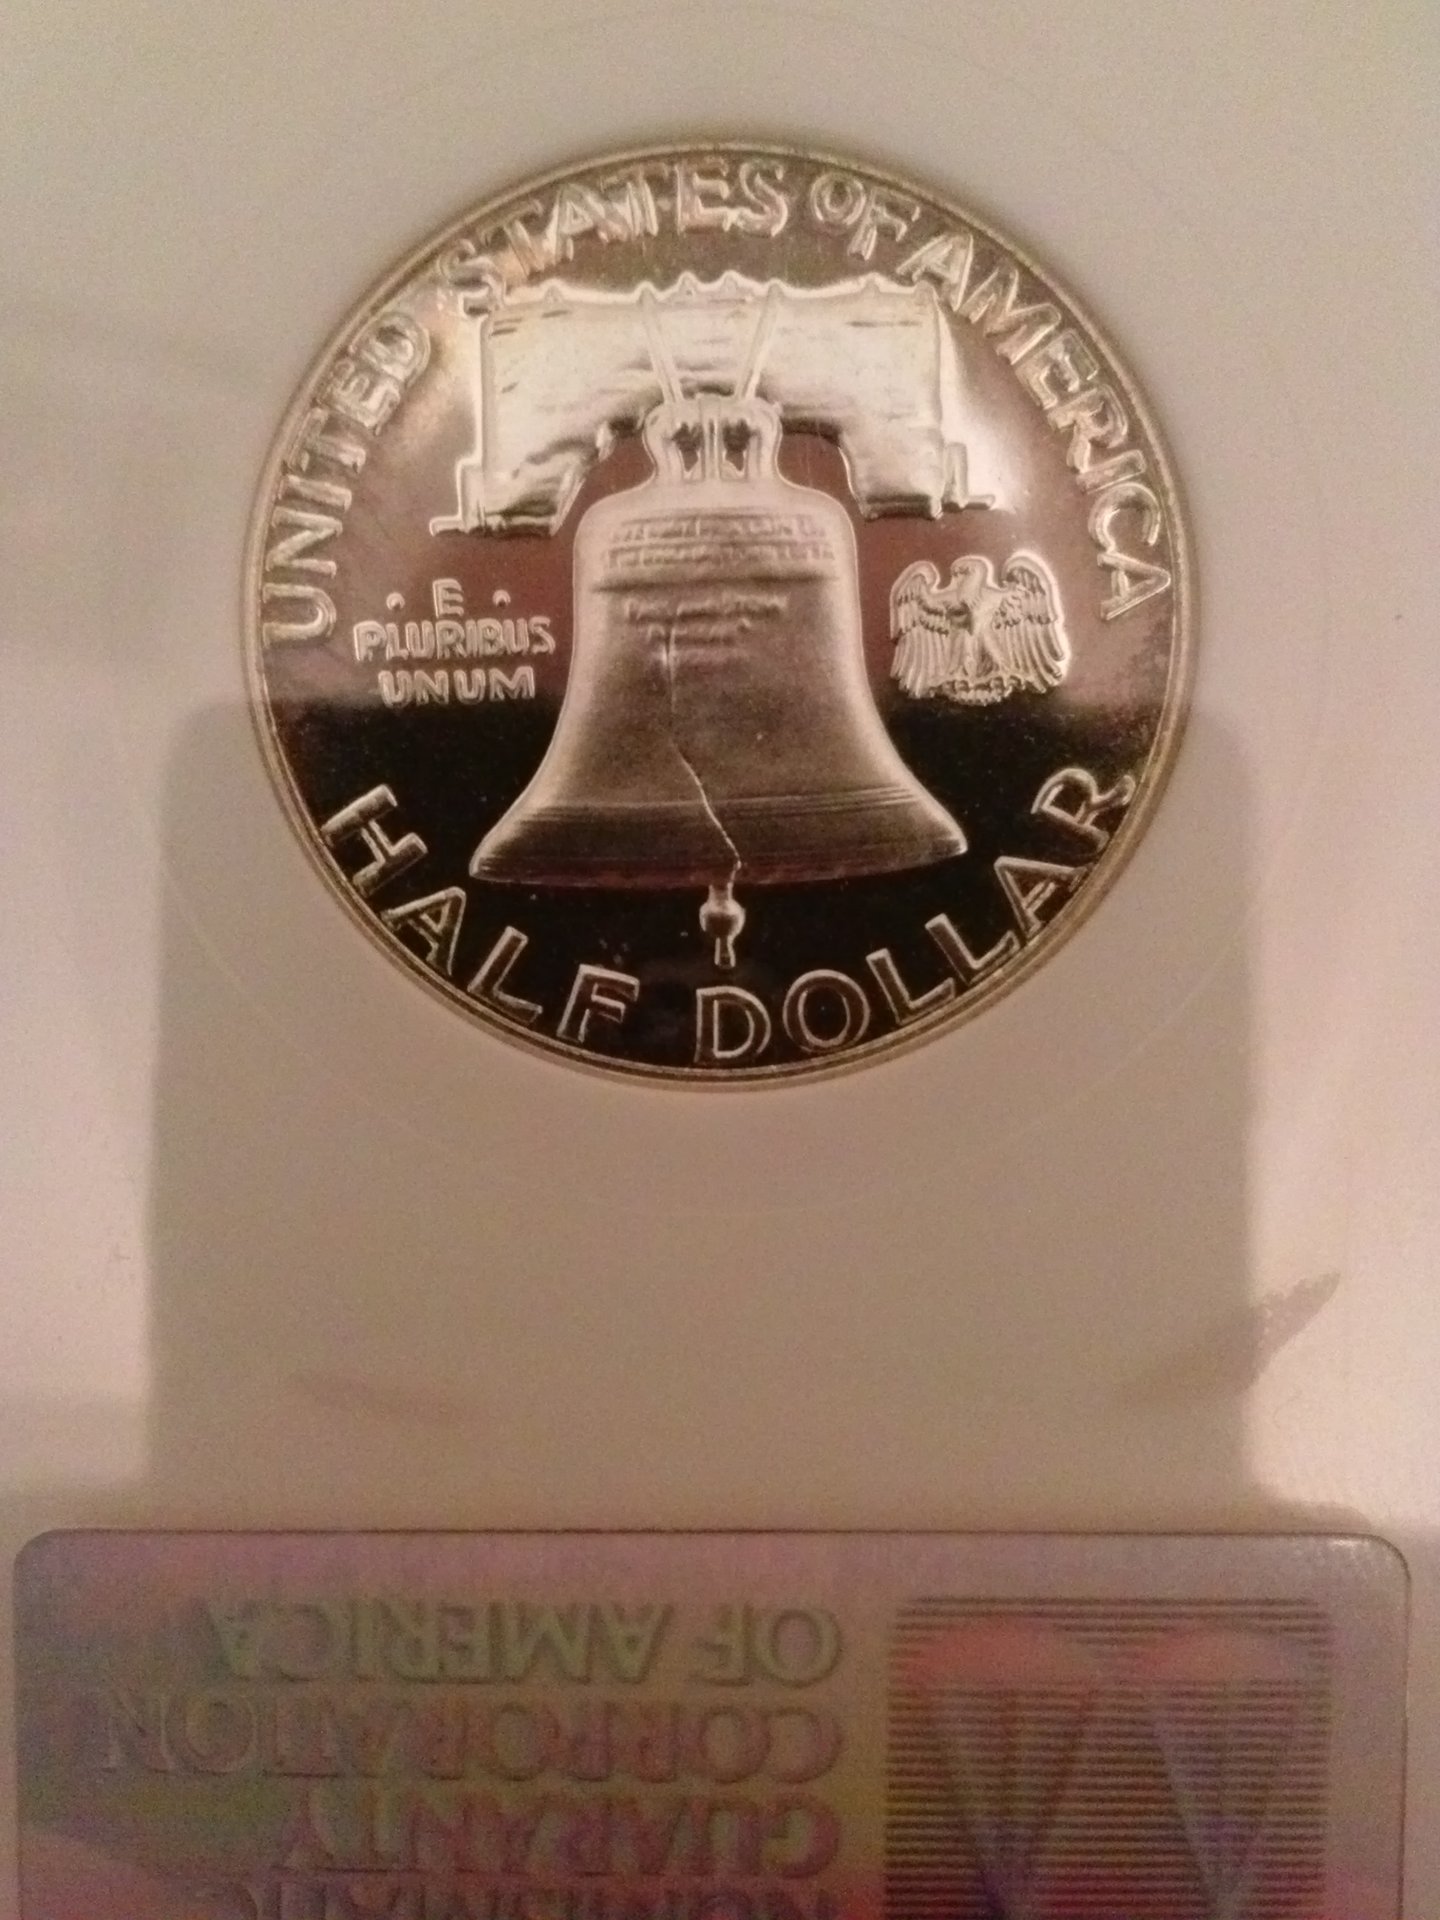 UNITED STATES OF AMERICA
E
PLURIBUS
UNUM
HALF DOLLAR
GUARANTY
CORPORATION
OF AMERICA